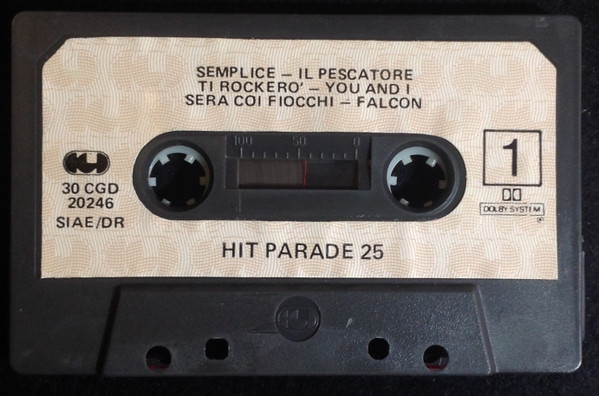 SEMPLICE – IL PESCATORE
TI ROCKERO' – YOU AND I
SERA COI FIOCCHI – FALCON
100 50 0
1
30 CGD
20246
SIAE/DR
DOLBY SYSTEM
HIT PARADE 25